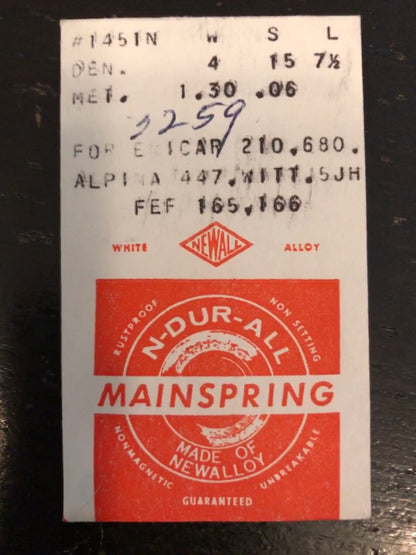 #1451N W S L
DEN. 4 15 7½
MET. 1.30 .06
3259
FOR ENICAR 210.680.
ALPINA 447.WITT.5JH
FEF 165.166
WHITE NEWALL ALLOY
RUSTPROOF NON SETTING
N-DUR-ALL
MAINSPRING
MADE OF
NEWALLOY
NONMAGNETIC UNBREAKABLE
GUARANTEED